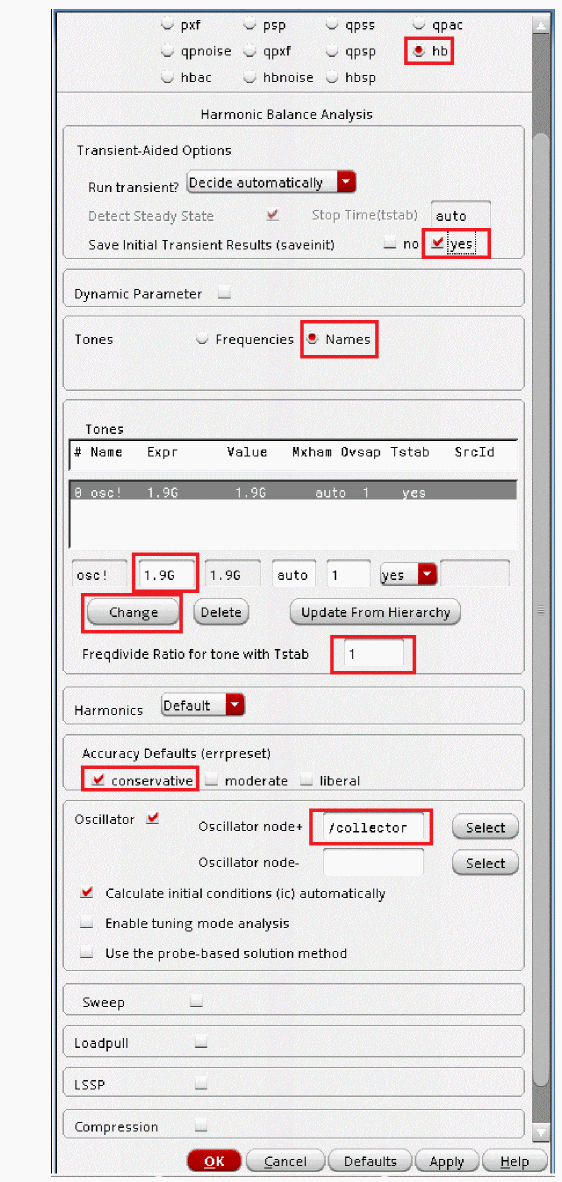 pxf psp qpss qpac
qpnoise qpxf qpsp hb
hbac hbnoise hbsp
Harmonic Balance Analysis
Transient-Aided Options
Run transient? Decide automatically
Detect Steady State Stop Time(tstab) auto
Save Initial Transient Results (saveinit) no yes
Dynamic Parameter
Tones Frequencies Names
Tones
# Name Expr Value Mxham Ovsap Tstab SrcId
0 osc! 1.9G 1.9G auto 1 yes
osc! 1.9G 1.9G auto 1 yes
Change Delete Update From Hierarchy
Freqdivide Ratio for tone with Tstab 1
Harmonics Default
Accuracy Defaults (errpreset)
conservative moderate liberal
Oscillator Oscillator node+ /collector Select
Oscillator node- Select
Calculate initial conditions (ic) automatically
Enable tuning mode analysis
Use the probe-based solution method
Sweep
Loadpull
LSSP
Compression
OK Cancel Defaults Apply Help